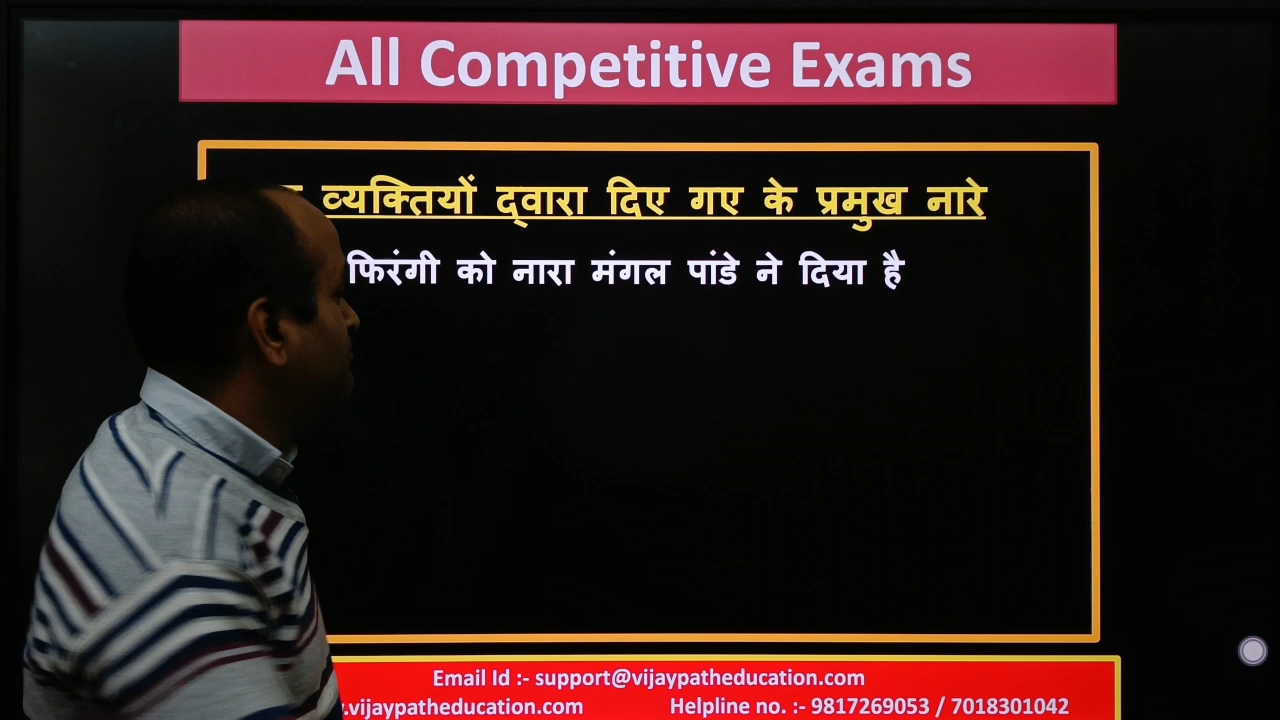 All Competitive Exams
व्यक्तियों द्वारा दिए गए के प्रमुख नारे
फिरंगी को नारा मंगल पांडे ने दिया है
Email Id :- support@vijaypatheducation.com
.vijaypatheducation.com Helpline no. :- 9817269053 / 7018301042